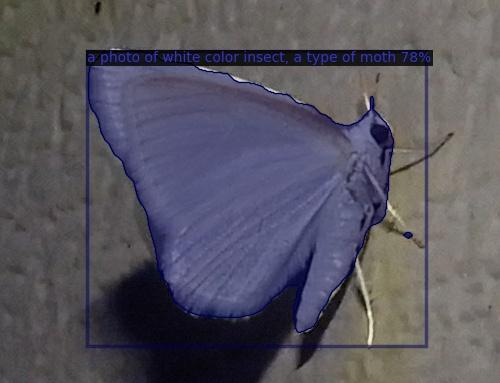 a photo of white color insect, a type of moth 78%